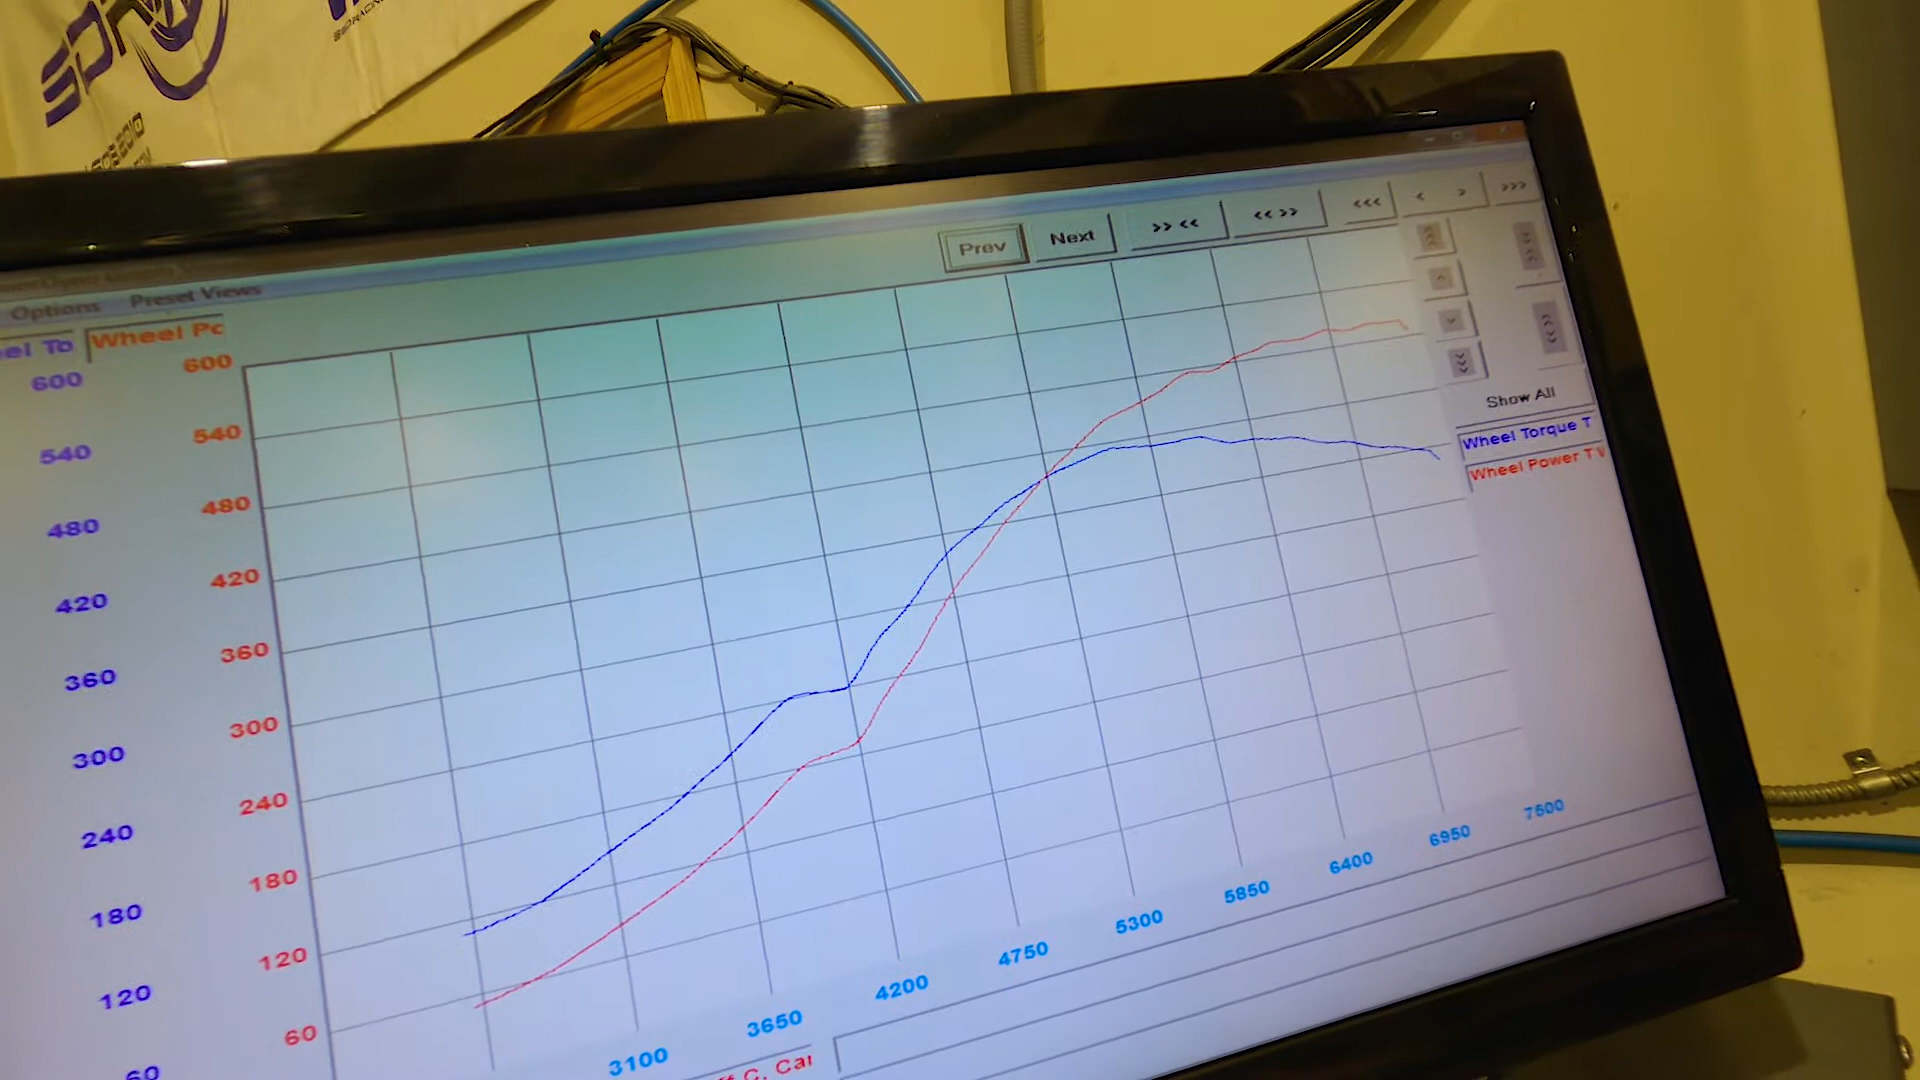 Prev Next >> << << >> <<< < > >>>
Options Preset Views
Wheel Pc
600 600
540 540
480 480
420 420
360 360
300 300
240 240
180 180
120 120
60 60
Show All
Wheel Torque T
Wheel Power T
3100 3650 4200 4750 5300 5850 6400 6950 7500
C, Car